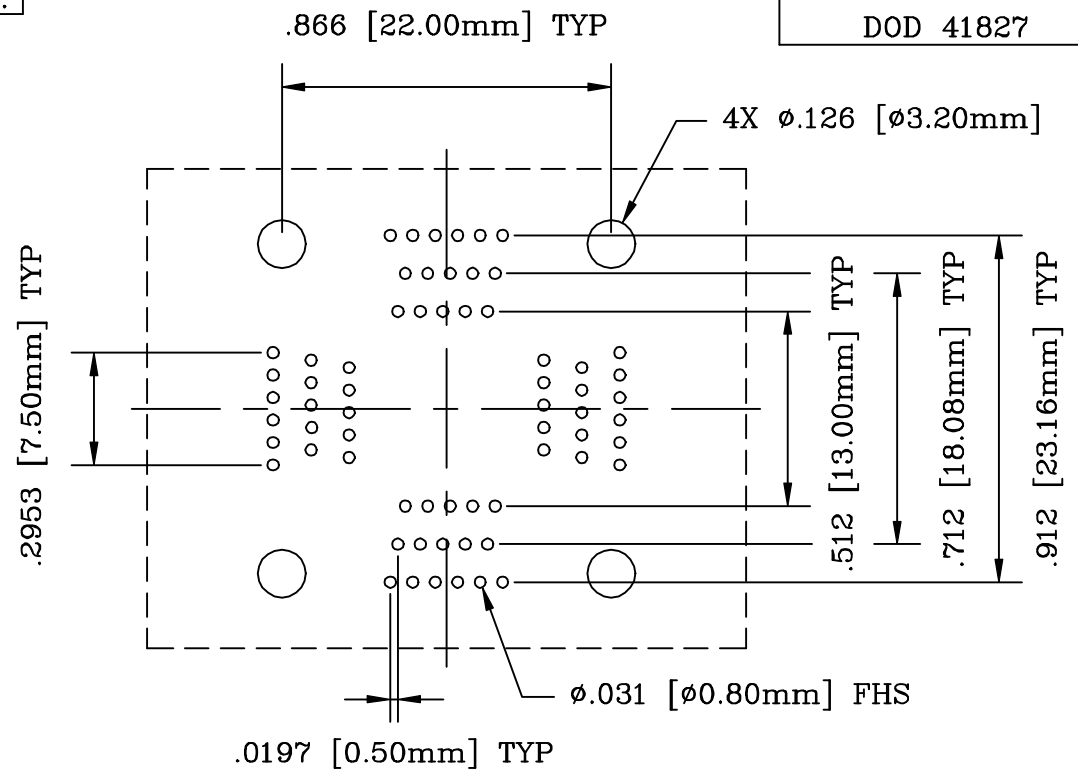 .866 [22.00mm] TYP
DOD 41827
4X ø.126 [ø3.20mm]
.2953 [7.50mm] TYP
.512 [13.00mm] TYP
.712 [18.08mm] TYP
.912 [23.16mm] TYP
ø.031 [ø0.80mm] FHS
.0197 [0.50mm] TYP